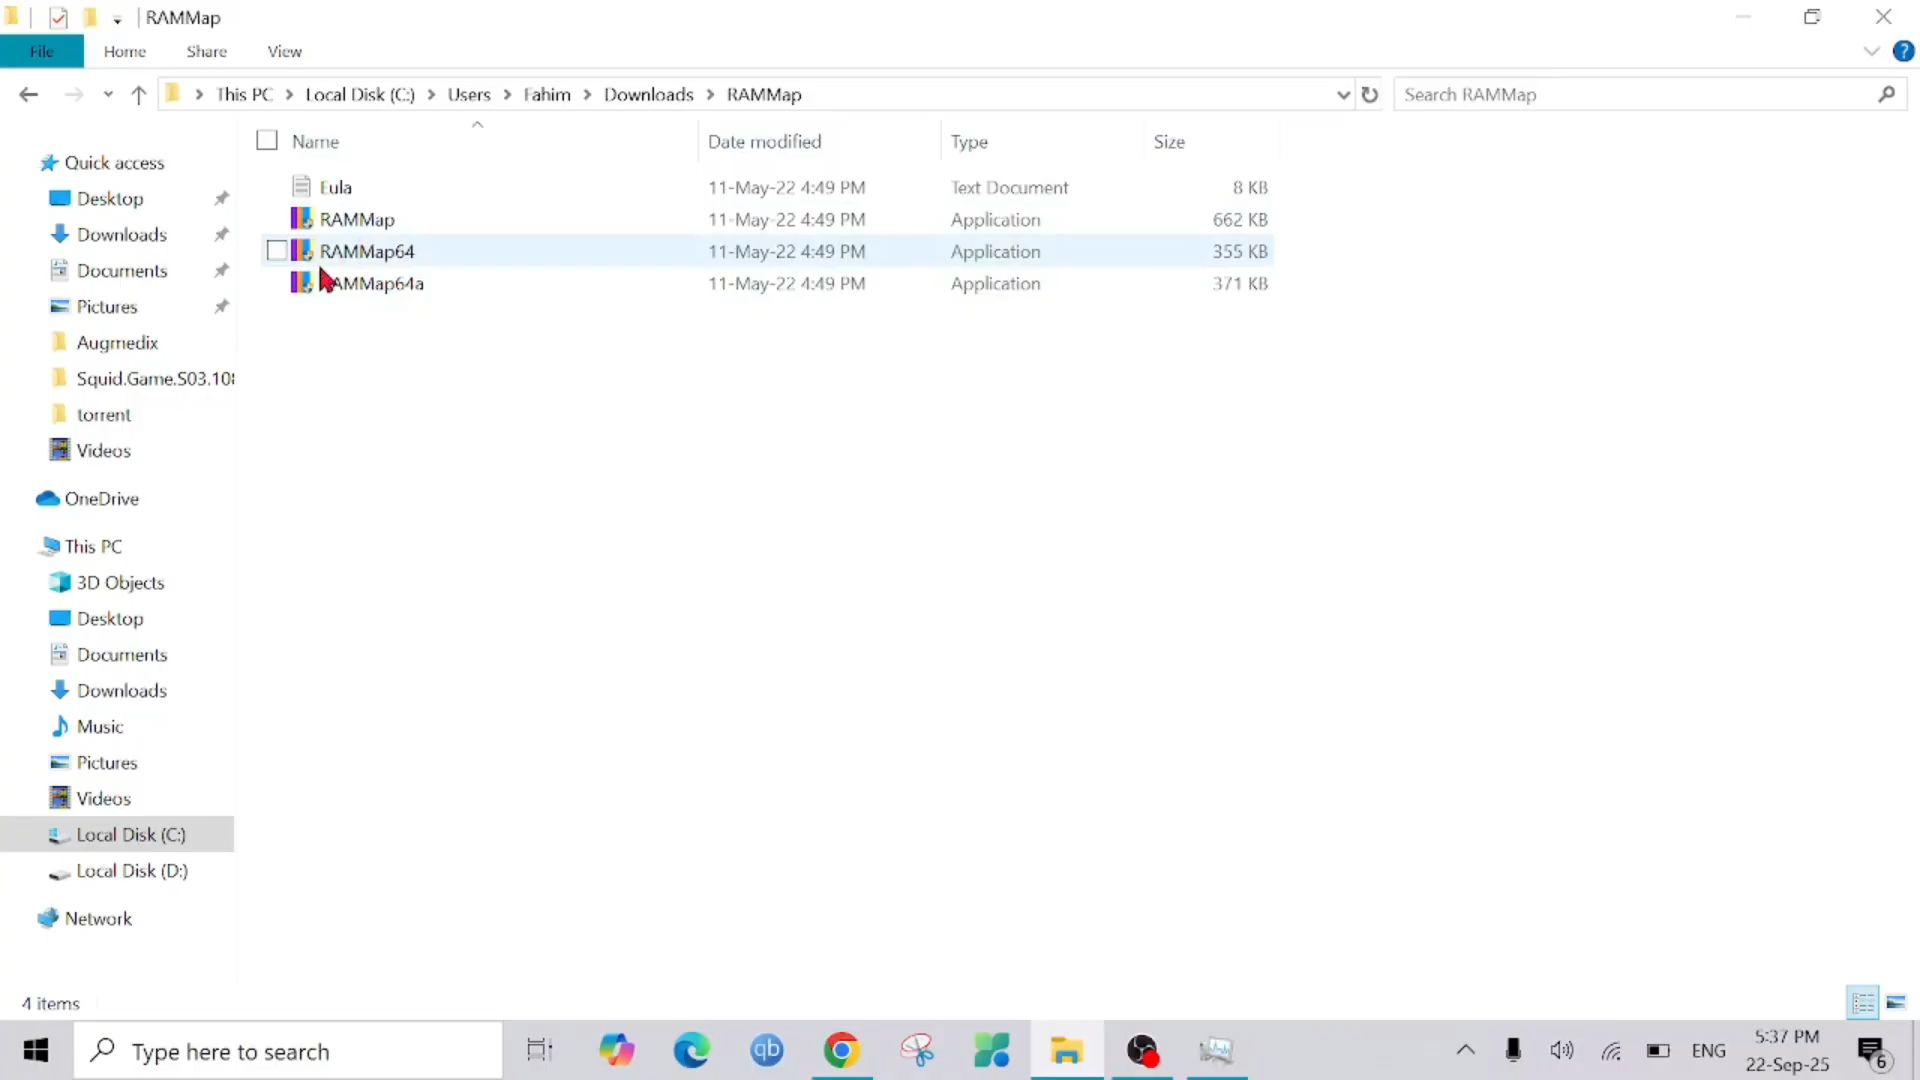 RAMMap
File Home Share View
This PC Local Disk (C:) Users Fahim Downloads RAMMap
Search RAMMap
Name Date modified Type Size
Eula 11-May-22 4:49 PM Text Document 8 KB
RAMMap 11-May-22 4:49 PM Application 662 KB
RAMMap64 11-May-22 4:49 PM Application 355 KB
RAMMap64a 11-May-22 4:49 PM Application 371 KB
Quick access
Desktop
Downloads
Documents
Pictures
Augmedix
Squid.Game.S03.10
torrent
Videos
OneDrive
This PC
3D Objects
Desktop
Documents
Downloads
Music
Pictures
Videos
Local Disk (C:)
Local Disk (D:)
Network
4 items
Type here to search
qb
ENG
5:37 PM
22-Sep-25
6